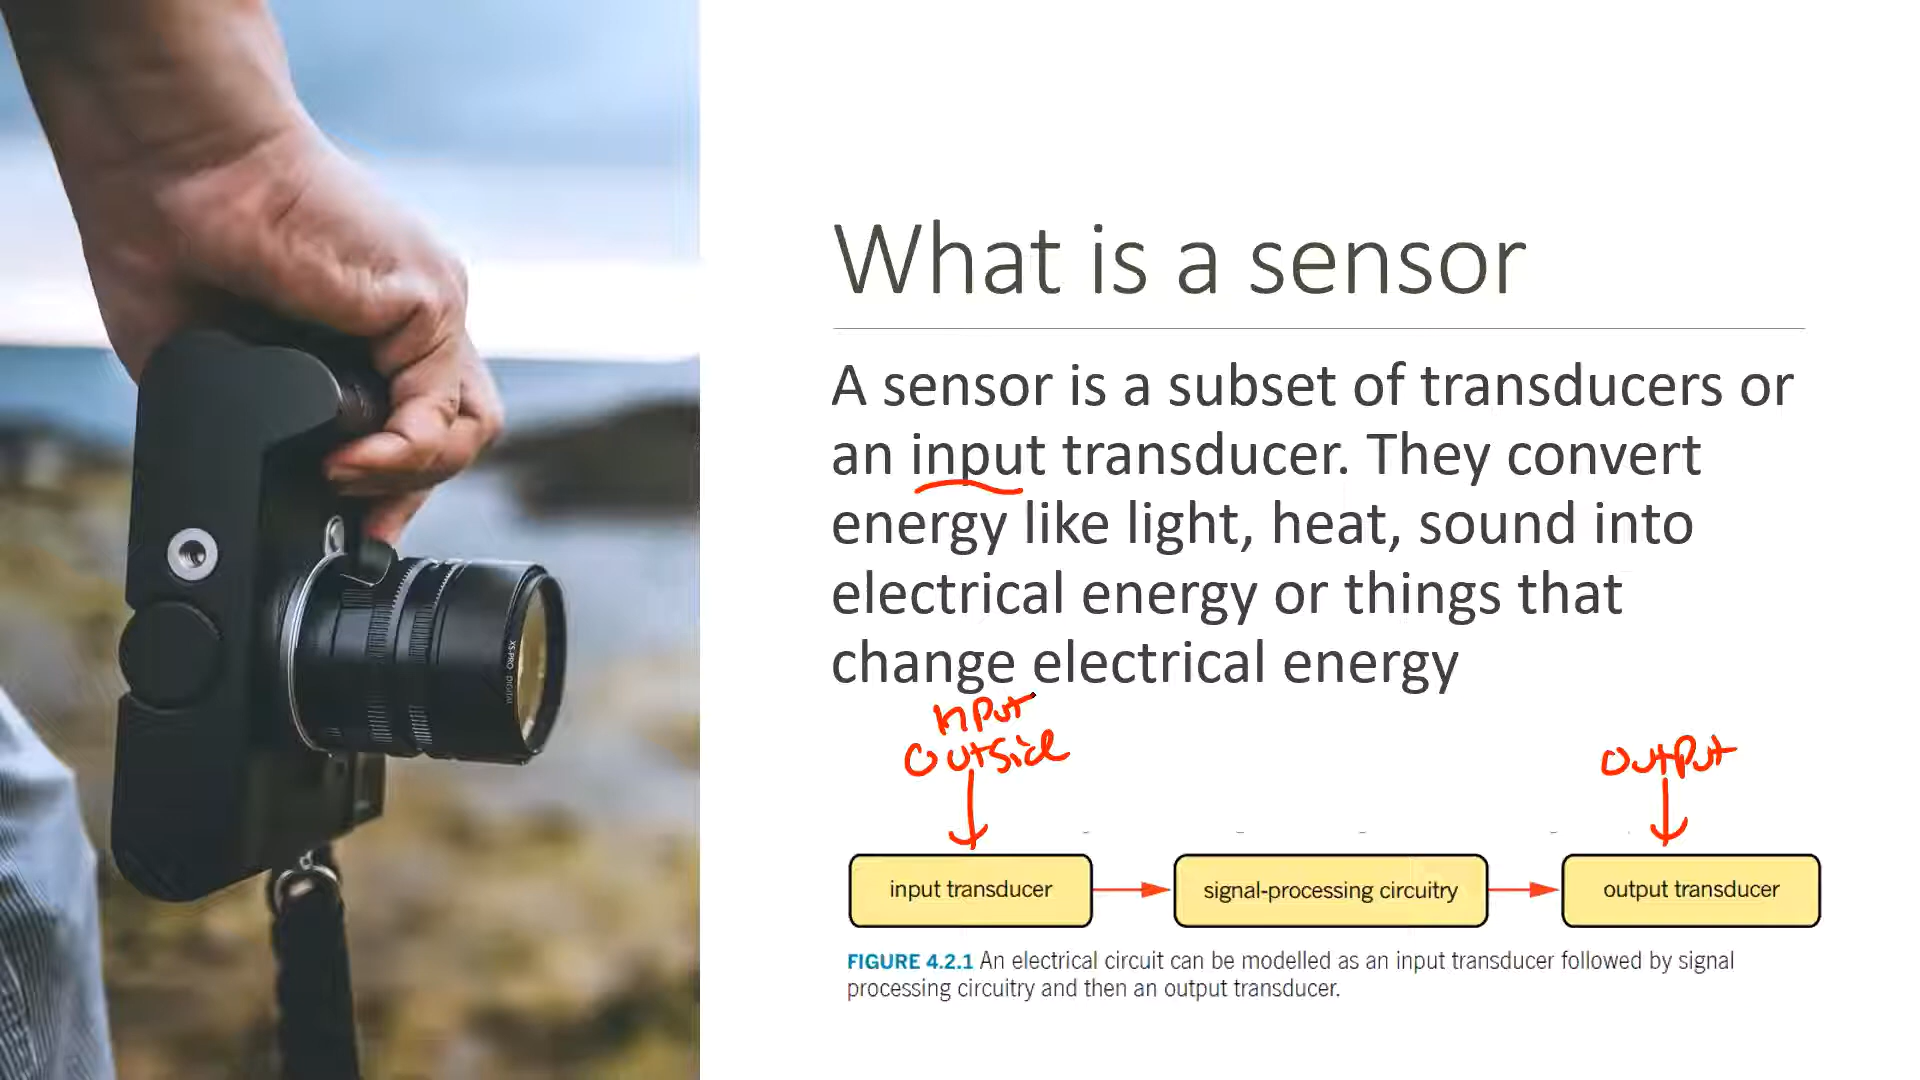 What is a sensor
A sensor is a subset of transducers or
an input transducer. They convert
energy like light, heat, sound into
electrical energy or things that
change electrical energy
input
outside
output
input transducer
signal-processing circuitry
output transducer
FIGURE 4.2.1 An electrical circuit can be modelled as an input transducer followed by signal
processing circuitry and then an output transducer.
XS-PRO DIGITAL